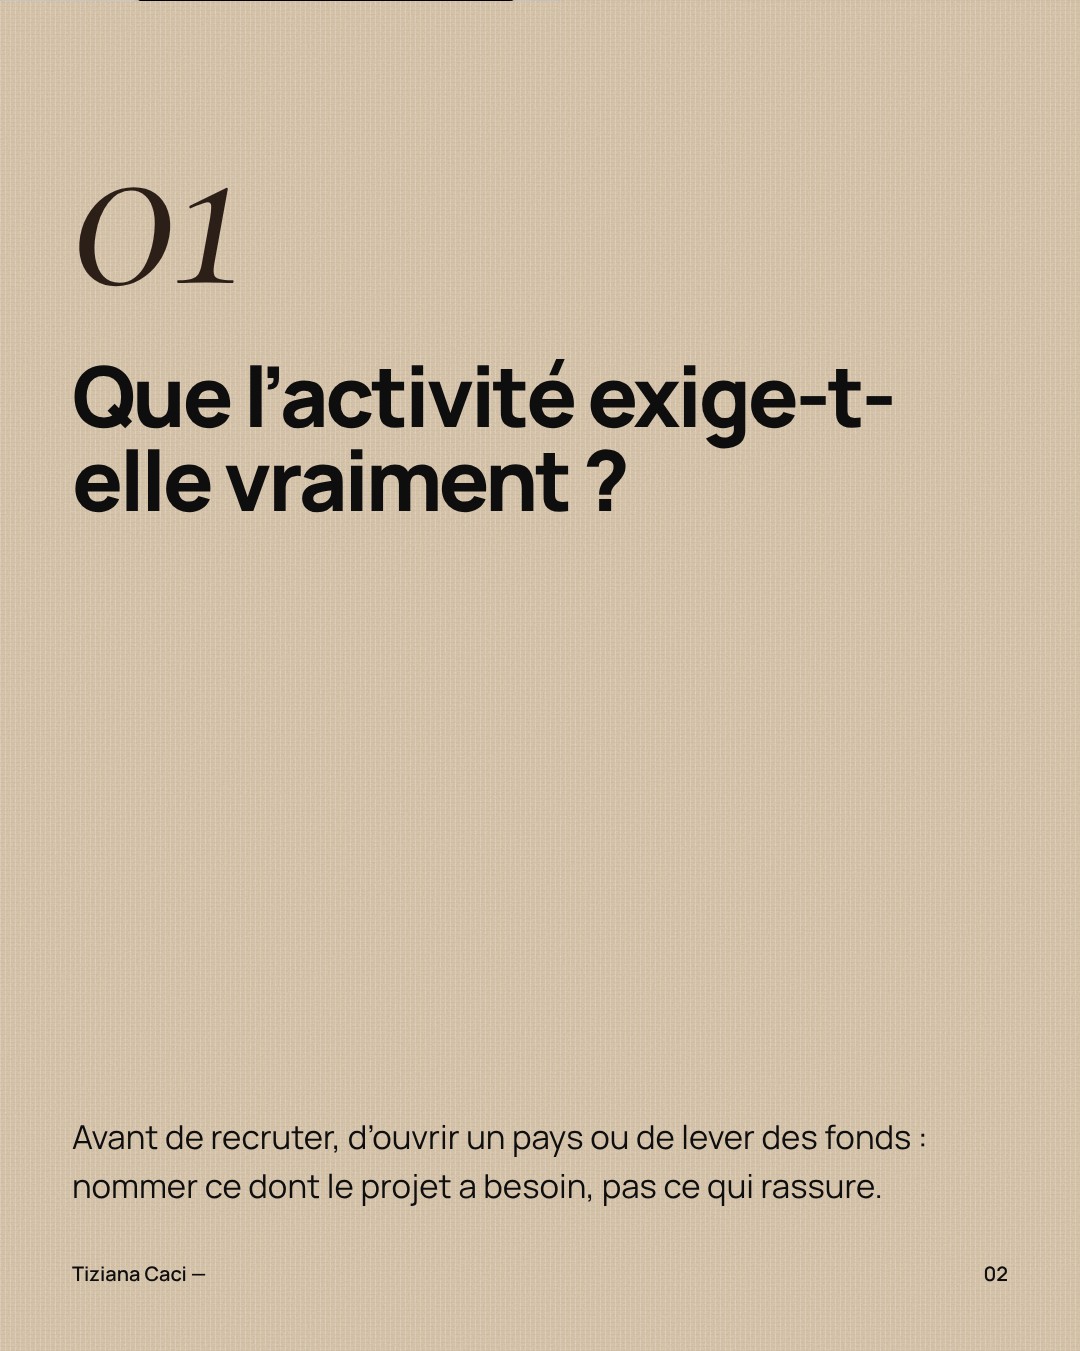 01
Que l’activité exige-t-
elle vraiment ?
Avant de recruter, d’ouvrir un pays ou de lever des fonds :
nommer ce dont le projet a besoin, pas ce qui rassure.
Tiziana Caci —
02